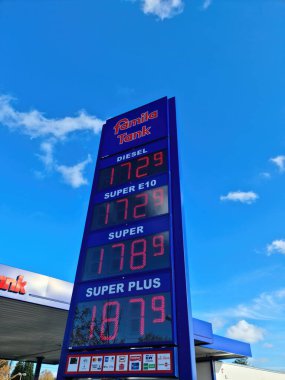 famila
Tank
DIESEL
1729
SUPER E10
1729
SUPER
1789
SUPER PLUS
1879